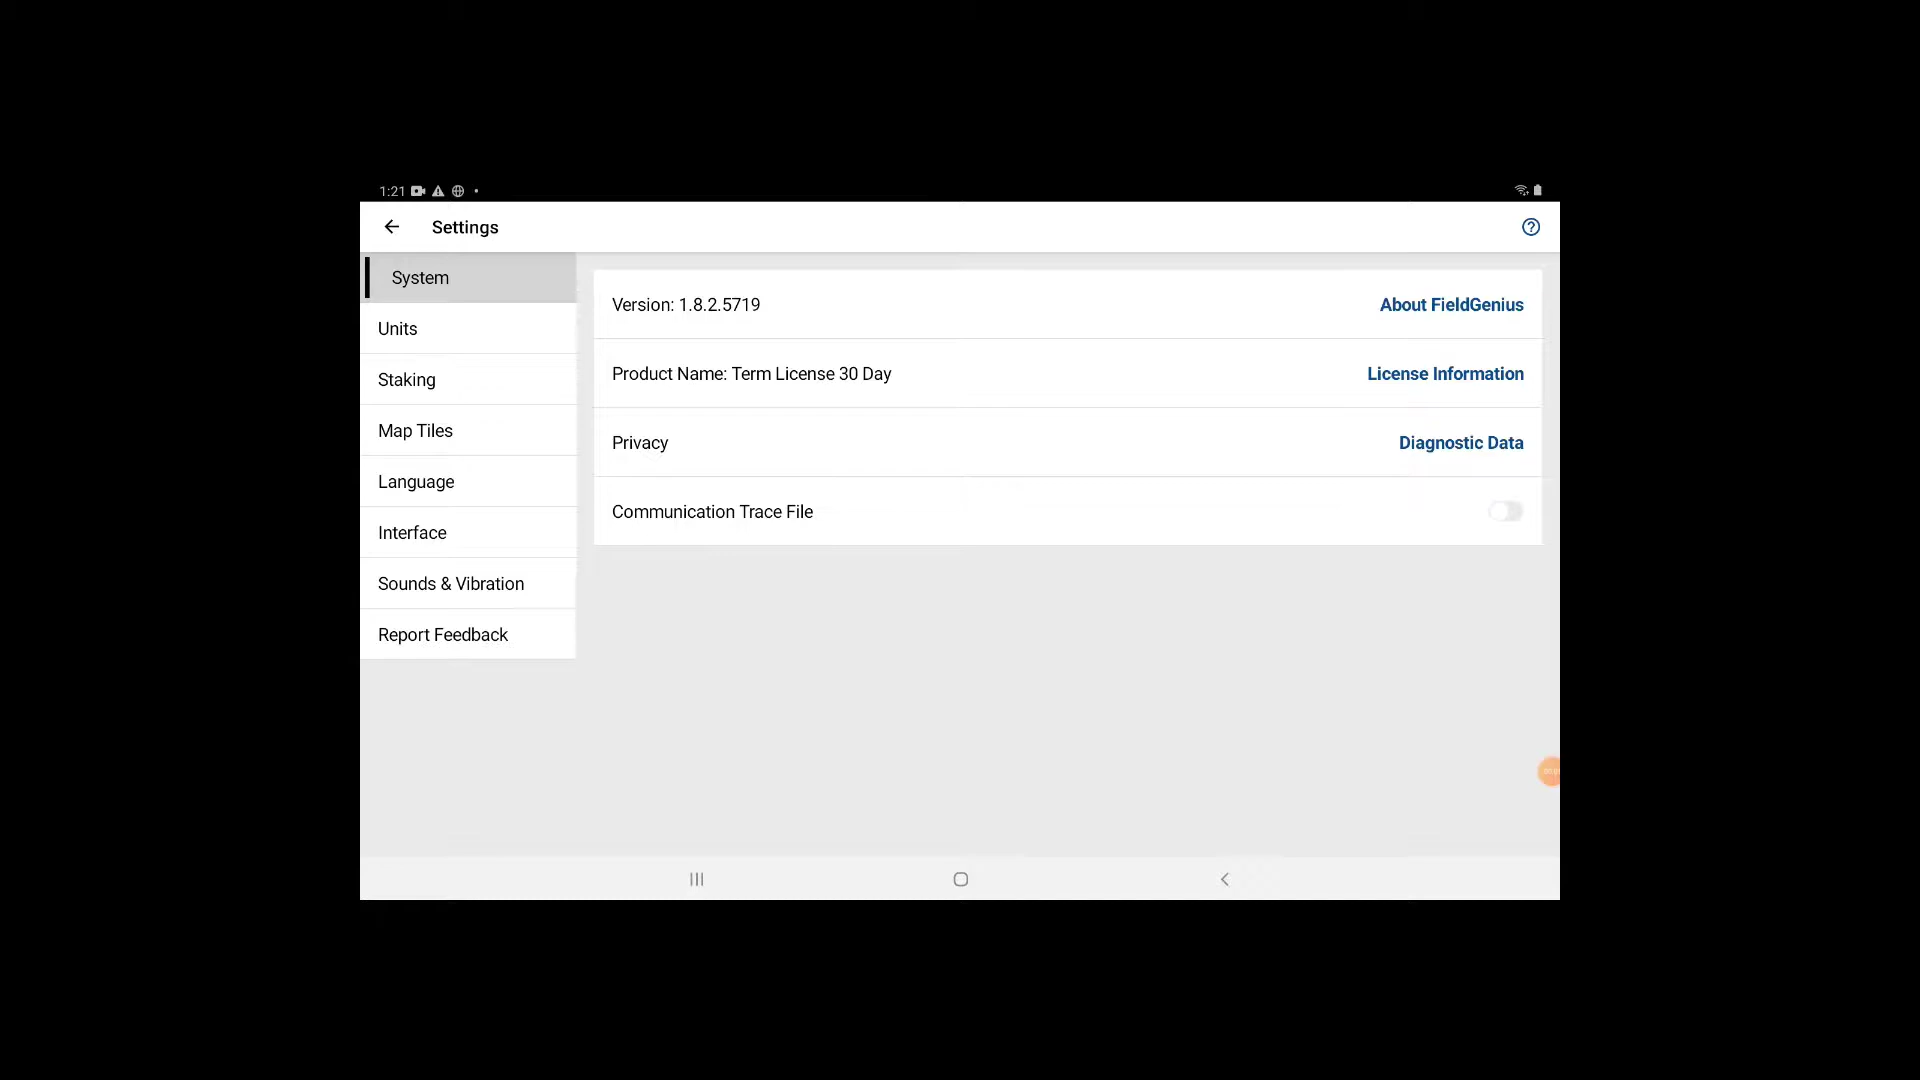 1:21
Settings
System
Units
Staking
Map Tiles
Language
Interface
Sounds & Vibration
Report Feedback
Version: 1.8.2.5719 About FieldGenius
Product Name: Term License 30 Day License Information
Privacy Diagnostic Data
Communication Trace File